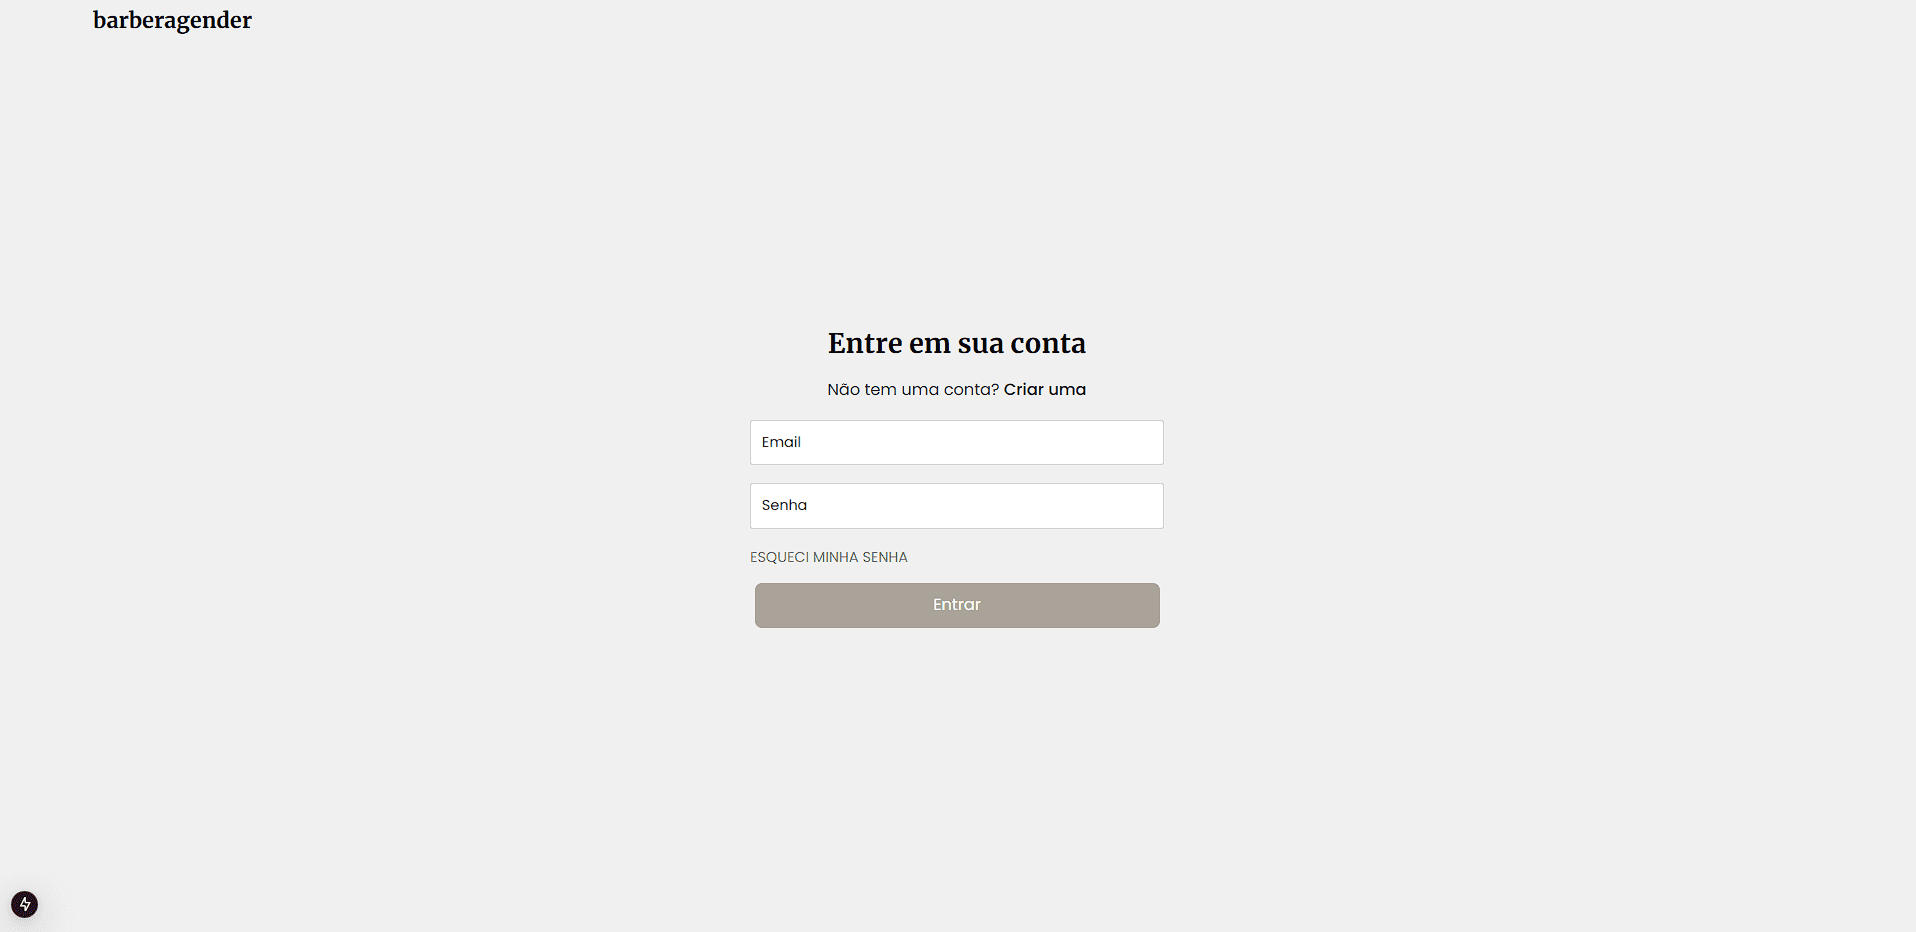 barberagender
Entre em sua conta
Não tem uma conta? Criar uma
Email
Senha
ESQUECI MINHA SENHA
Entrar